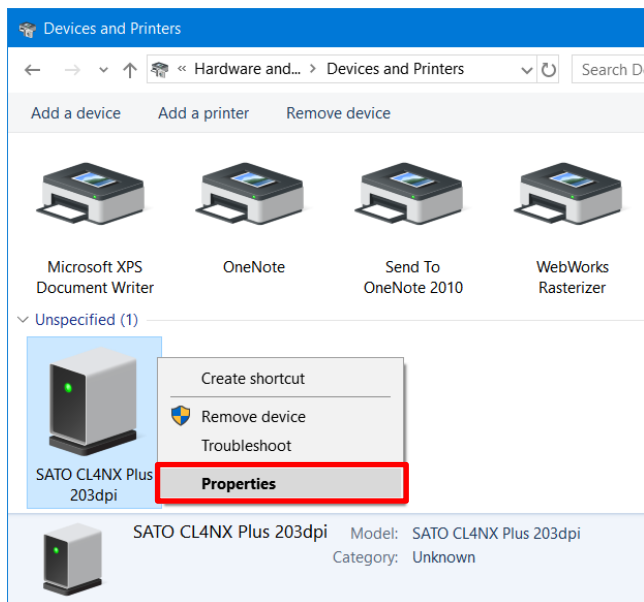 Devices and Printers
« Hardware and... > Devices and Printers
Search D
Add a device Add a printer Remove device
Microsoft XPS
Document Writer
OneNote
Send To
OneNote 2010
WebWorks
Rasterizer
Unspecified (1)
Create shortcut
Remove device
Troubleshoot
Properties
SATO CL4NX Plus
203dpi
SATO CL4NX Plus 203dpi Model: SATO CL4NX Plus 203dpi
Category: Unknown